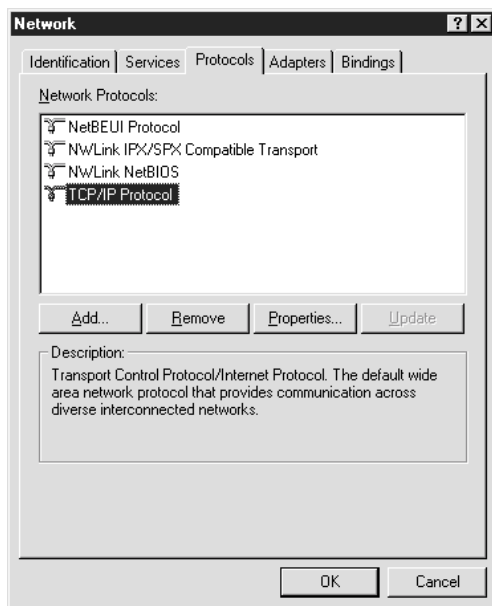 Network
Identification Services Protocols Adapters Bindings
Network Protocols:
NetBEUI Protocol
NWLink IPX/SPX Compatible Transport
NWLink NetBIOS
TCP/IP Protocol
Add... Remove Properties... Update
Description:
Transport Control Protocol/Internet Protocol. The default wide
area network protocol that provides communication across
diverse interconnected networks.
OK Cancel